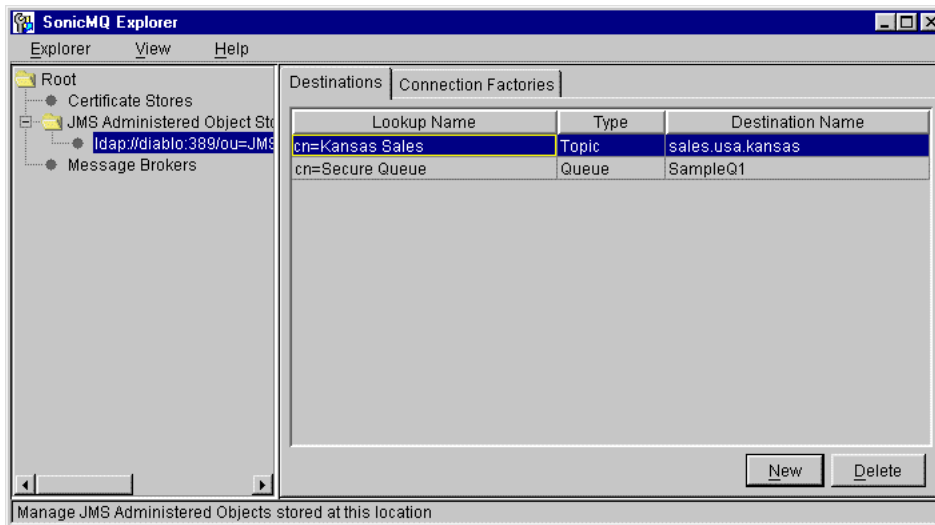 SonicMQ Explorer
Explorer View Help
Root
Certificate Stores
JMS Administered Object Sto
ldap://diablo:389/ou=JMS
Message Brokers
Destinations Connection Factories
Lookup Name Type Destination Name
cn=Kansas Sales Topic sales.usa.kansas
cn=Secure Queue Queue SampleQ1
New Delete
Manage JMS Administered Objects stored at this location